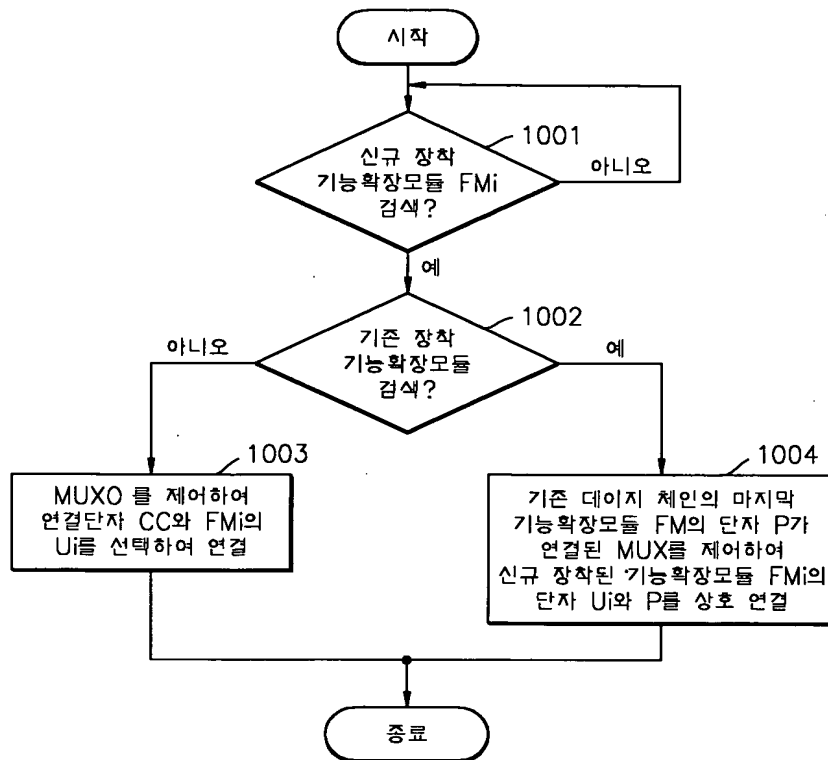 시작
1001
신규 장착
기능확장모듈 FMi
검색?
아니오
예
1002
기존 장착
기능확장모듈
검색?
아니오
예
1003
MUX0 를 제어하여
연결단자 CC와 FMi의
Ui를 선택하여 연결
1004
기존 데이지 체인의 마지막
기능확장모듈 FM의 단자 P가
연결된 MUX를 제어하여
신규 장착된 기능확장모듈 FMi의
단자 Ui와 P를 상호 연결
종료